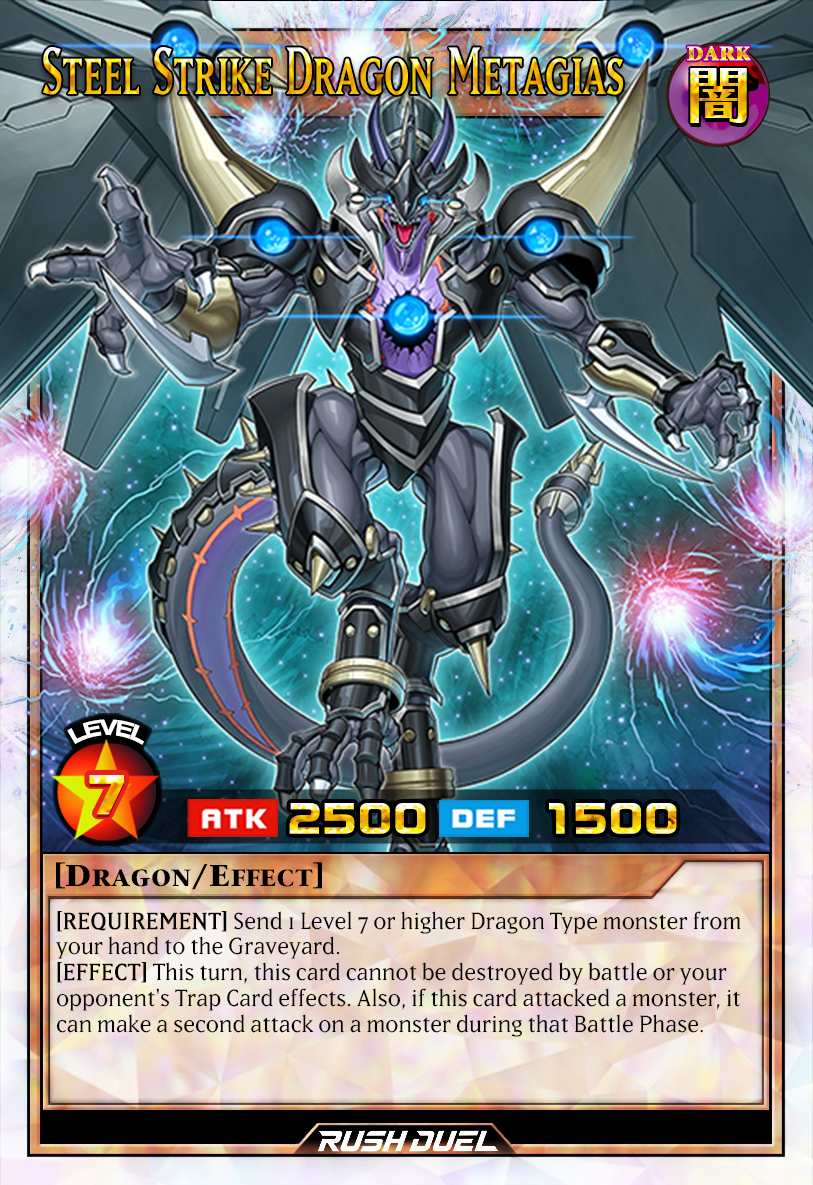 Steel Strike Dragon Metagias
DARK
闇
LEVEL
7
ATK 2500 DEF 1500
[Dragon/Effect]
[REQUIREMENT] Send 1 Level 7 or higher Dragon Type monster from
your hand to the Graveyard.
[EFFECT] This turn, this card cannot be destroyed by battle or your
opponent's Trap Card effects. Also, if this card attacked a monster, it
can make a second attack on a monster during that Battle Phase.
RUSH DUEL